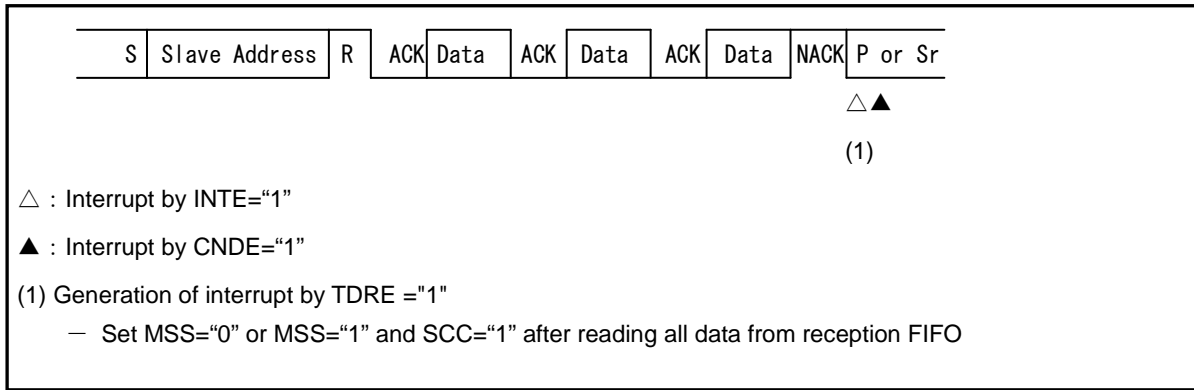 S Slave Address R ACK Data ACK Data ACK Data NACK P or Sr
△▲
(1)
△ : Interrupt by INTE=“1”
▲ : Interrupt by CNDE=“1”
(1) Generation of interrupt by TDRE ="1"
— Set MSS=“0” or MSS=“1” and SCC=“1” after reading all data from reception FIFO